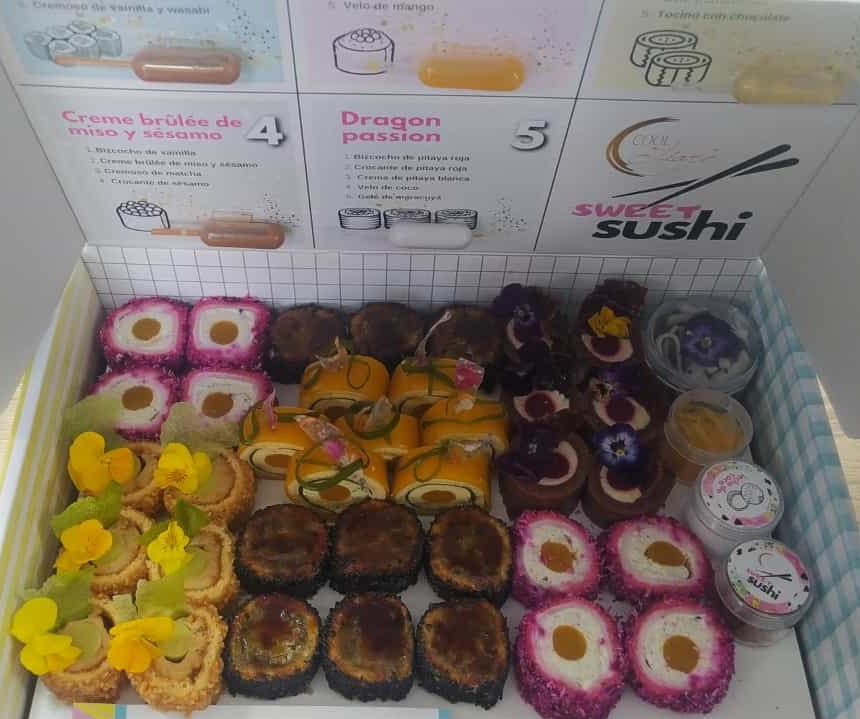 5. Cremoso de vainilla y wasabi
5. Velo de mango
5. Tocino con chocolate
Creme brûlée de
miso y sésamo
4
1. Bizcocho de vainilla
2. Creme brûlée de miso y sésamo
3. Cremoso de matcha
4. Crocante de sésamo
Dragon
passion
5
1. Bizcocho de pitaya roja
2. Crocante de pitaya roja
3. Crema de pitaya blanca
4. Velo de coco
5. Gelé de maracuyá
COOL
SWEET
sushi
SWEET
sushi